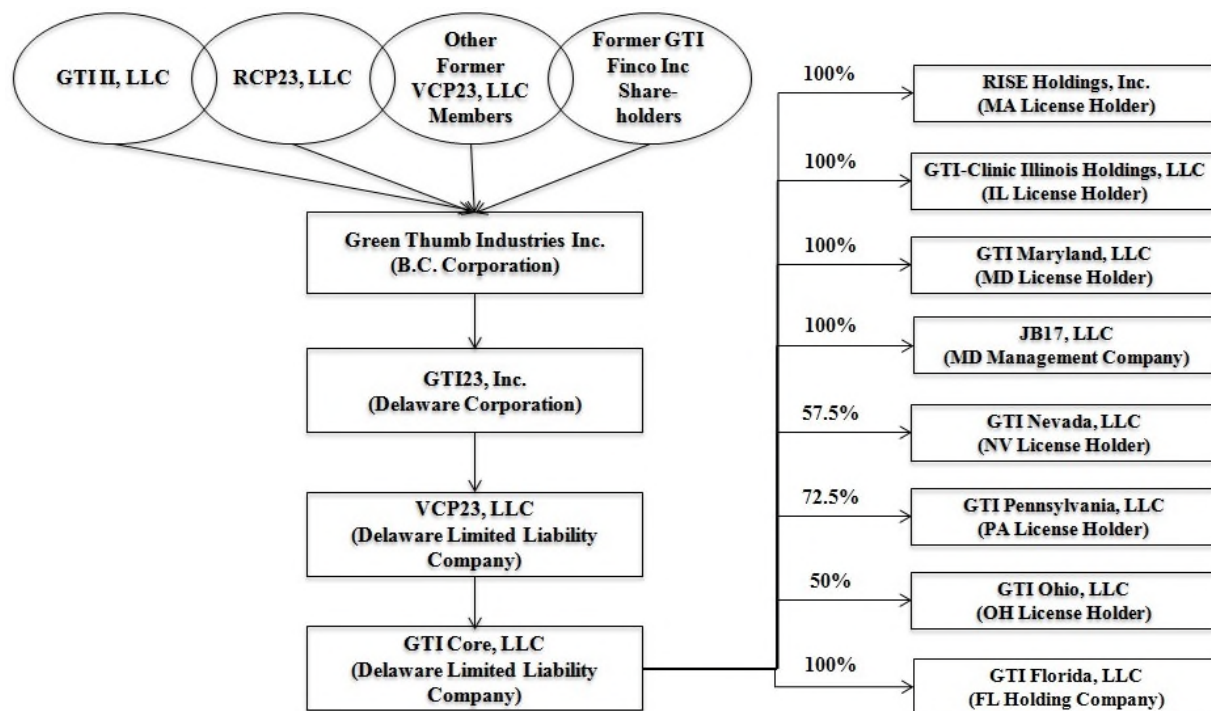 GTI II, LLC
RCP23, LLC
Other
Former
VCP23, LLC
Members
Former GTI
Finco Inc
Share-
holders
Green Thumb Industries Inc.
(B.C. Corporation)
GTI23, Inc.
(Delaware Corporation)
VCP23, LLC
(Delaware Limited Liability
Company)
GTI Core, LLC
(Delaware Limited Liability
Company)
100%
RISE Holdings, Inc.
(MA License Holder)
100%
GTI-Clinic Illinois Holdings, LLC
(IL License Holder)
100%
GTI Maryland, LLC
(MD License Holder)
100%
JB17, LLC
(MD Management Company)
57.5%
GTI Nevada, LLC
(NV License Holder)
72.5%
GTI Pennsylvania, LLC
(PA License Holder)
50%
GTI Ohio, LLC
(OH License Holder)
100%
GTI Florida, LLC
(FL Holding Company)